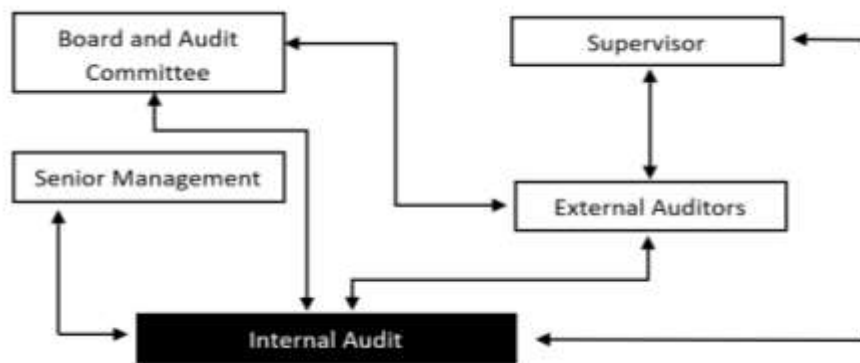 Board and Audit
Committee
Supervisor
Senior Management
External Auditors
Internal Audit